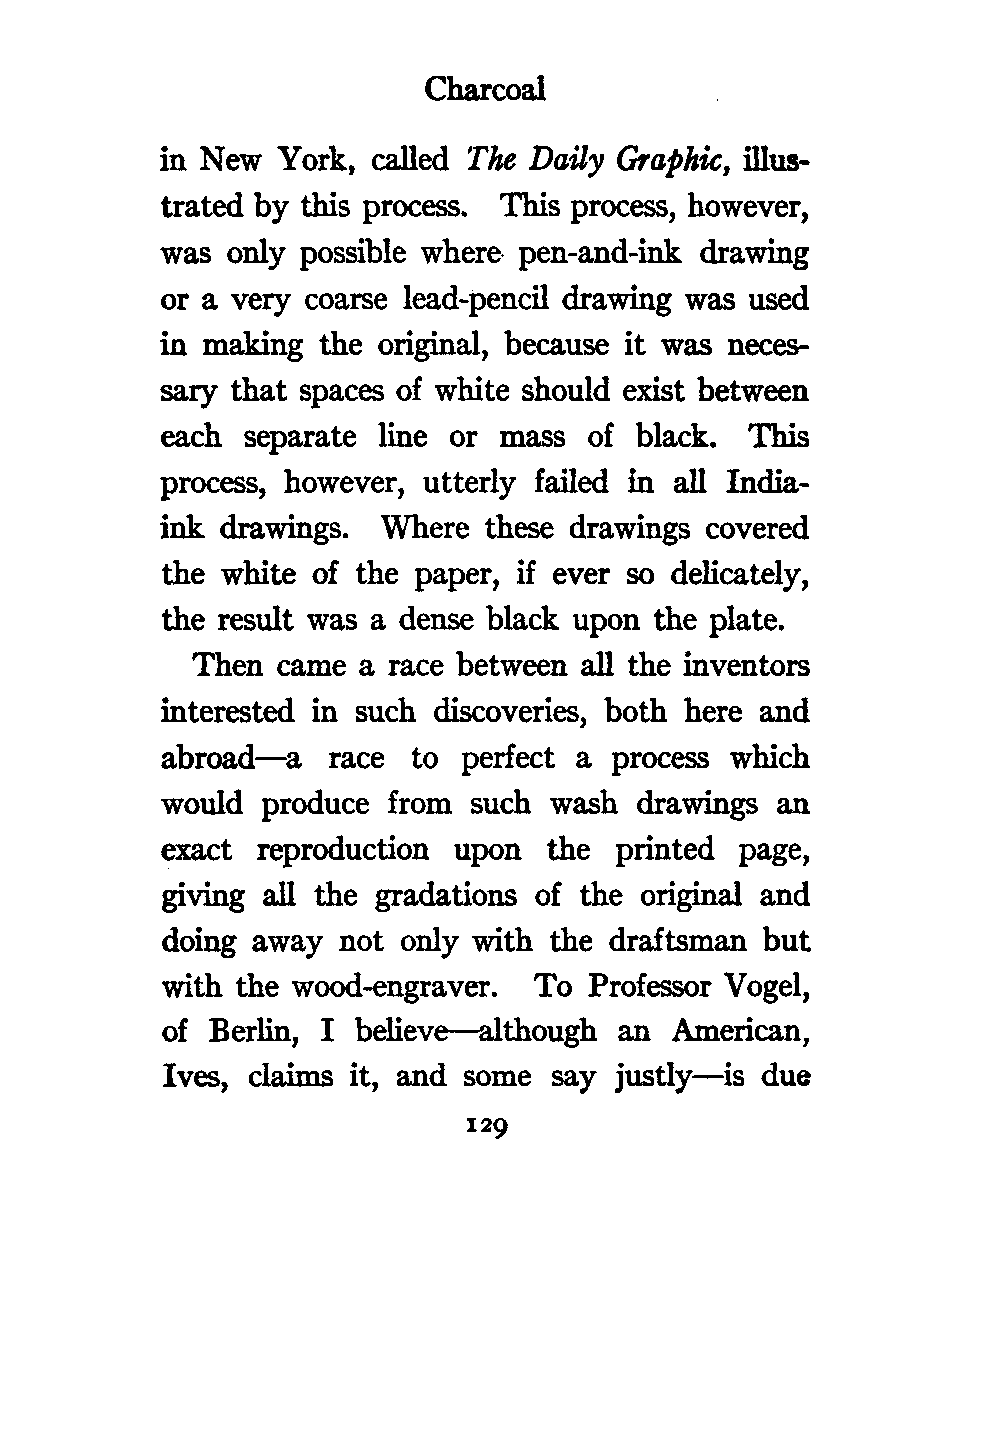 Charcoal
in New York, called The Daily Graphic, illus-
trated by this process. This process, however,
was only possible where pen-and-ink drawing
or a very coarse lead-pencil drawing was used
in making the original, because it was neces-
sary that spaces of white should exist between
each separate line or mass of black. This
process, however, utterly failed in all India-
ink drawings. Where these drawings covered
the white of the paper, if ever so delicately,
the result was a dense black upon the plate.
Then came a race between all the inventors
interested in such discoveries, both here and
abroad—a race to perfect a process which
would produce from such wash drawings an
exact reproduction upon the printed page,
giving all the gradations of the original and
doing away not only with the draftsman but
with the wood-engraver. To Professor Vogel,
of Berlin, I believe—although an American,
Ives, claims it, and some say justly—is due
129